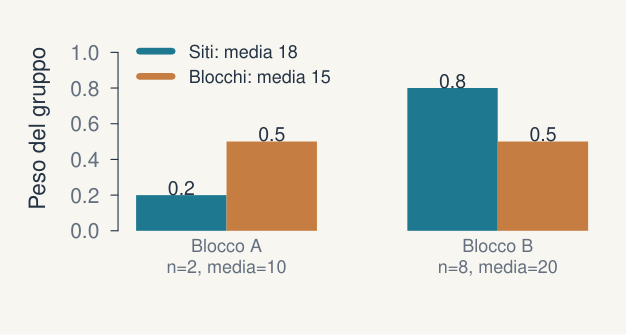 Peso del gruppo
1.0
0.8
0.6
0.4
0.2
0.0
Siti: media 18
Blocchi: media 15
0.2
0.5
0.8
0.5
Blocco A
n=2, media=10
Blocco B
n=8, media=20